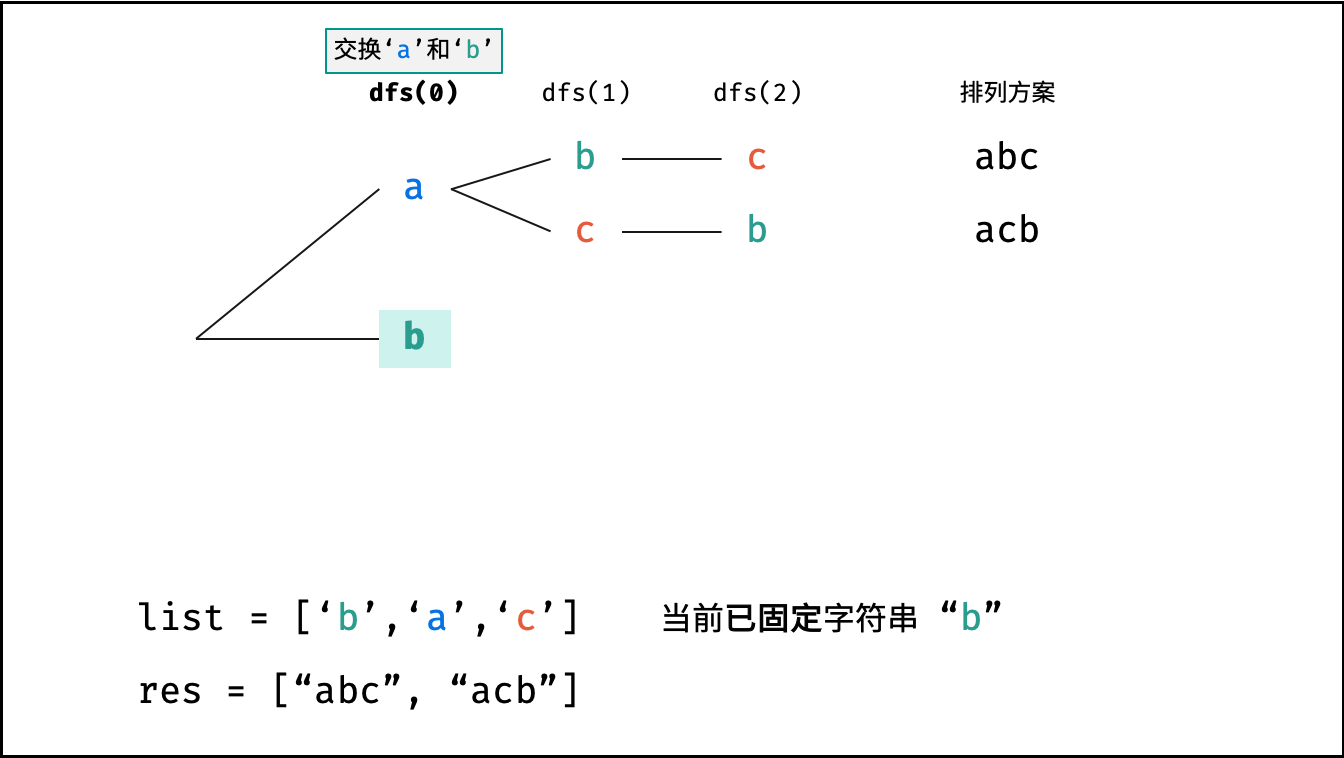 交换‘a’和‘b’
dfs(0) dfs(1) dfs(2) 排列方案
b c abc
a
c b acb
b
list = [‘b’,‘a’,‘c’] 当前已固定字符串 “b”
res = [“abc”, “acb”]